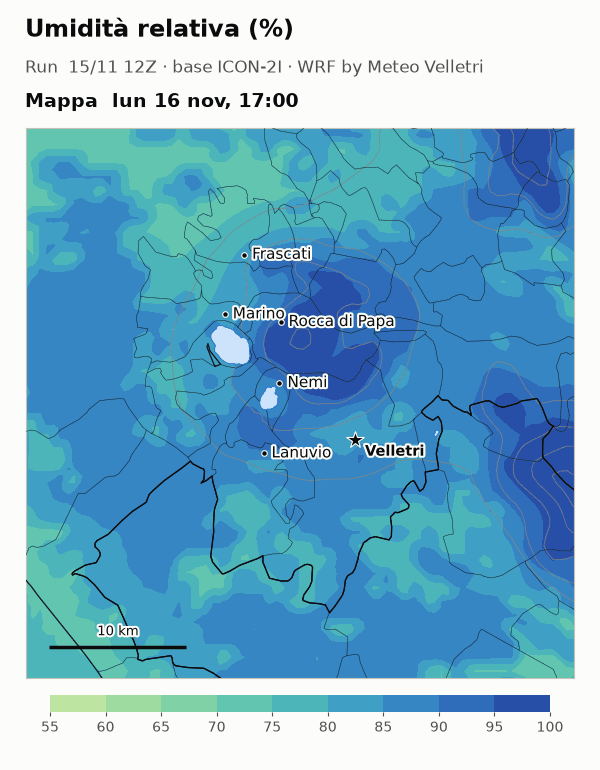 Umidità relativa (%)
Run  15/11 12Z · base ICON-2I · WRF by Meteo Velletri
Mappa  lun 16 nov, 17:00
Frascati
Marino
Rocca di Papa
Nemi
Velletri
Lanuvio
10 km
55 60 65 70 75 80 85 90 95 100